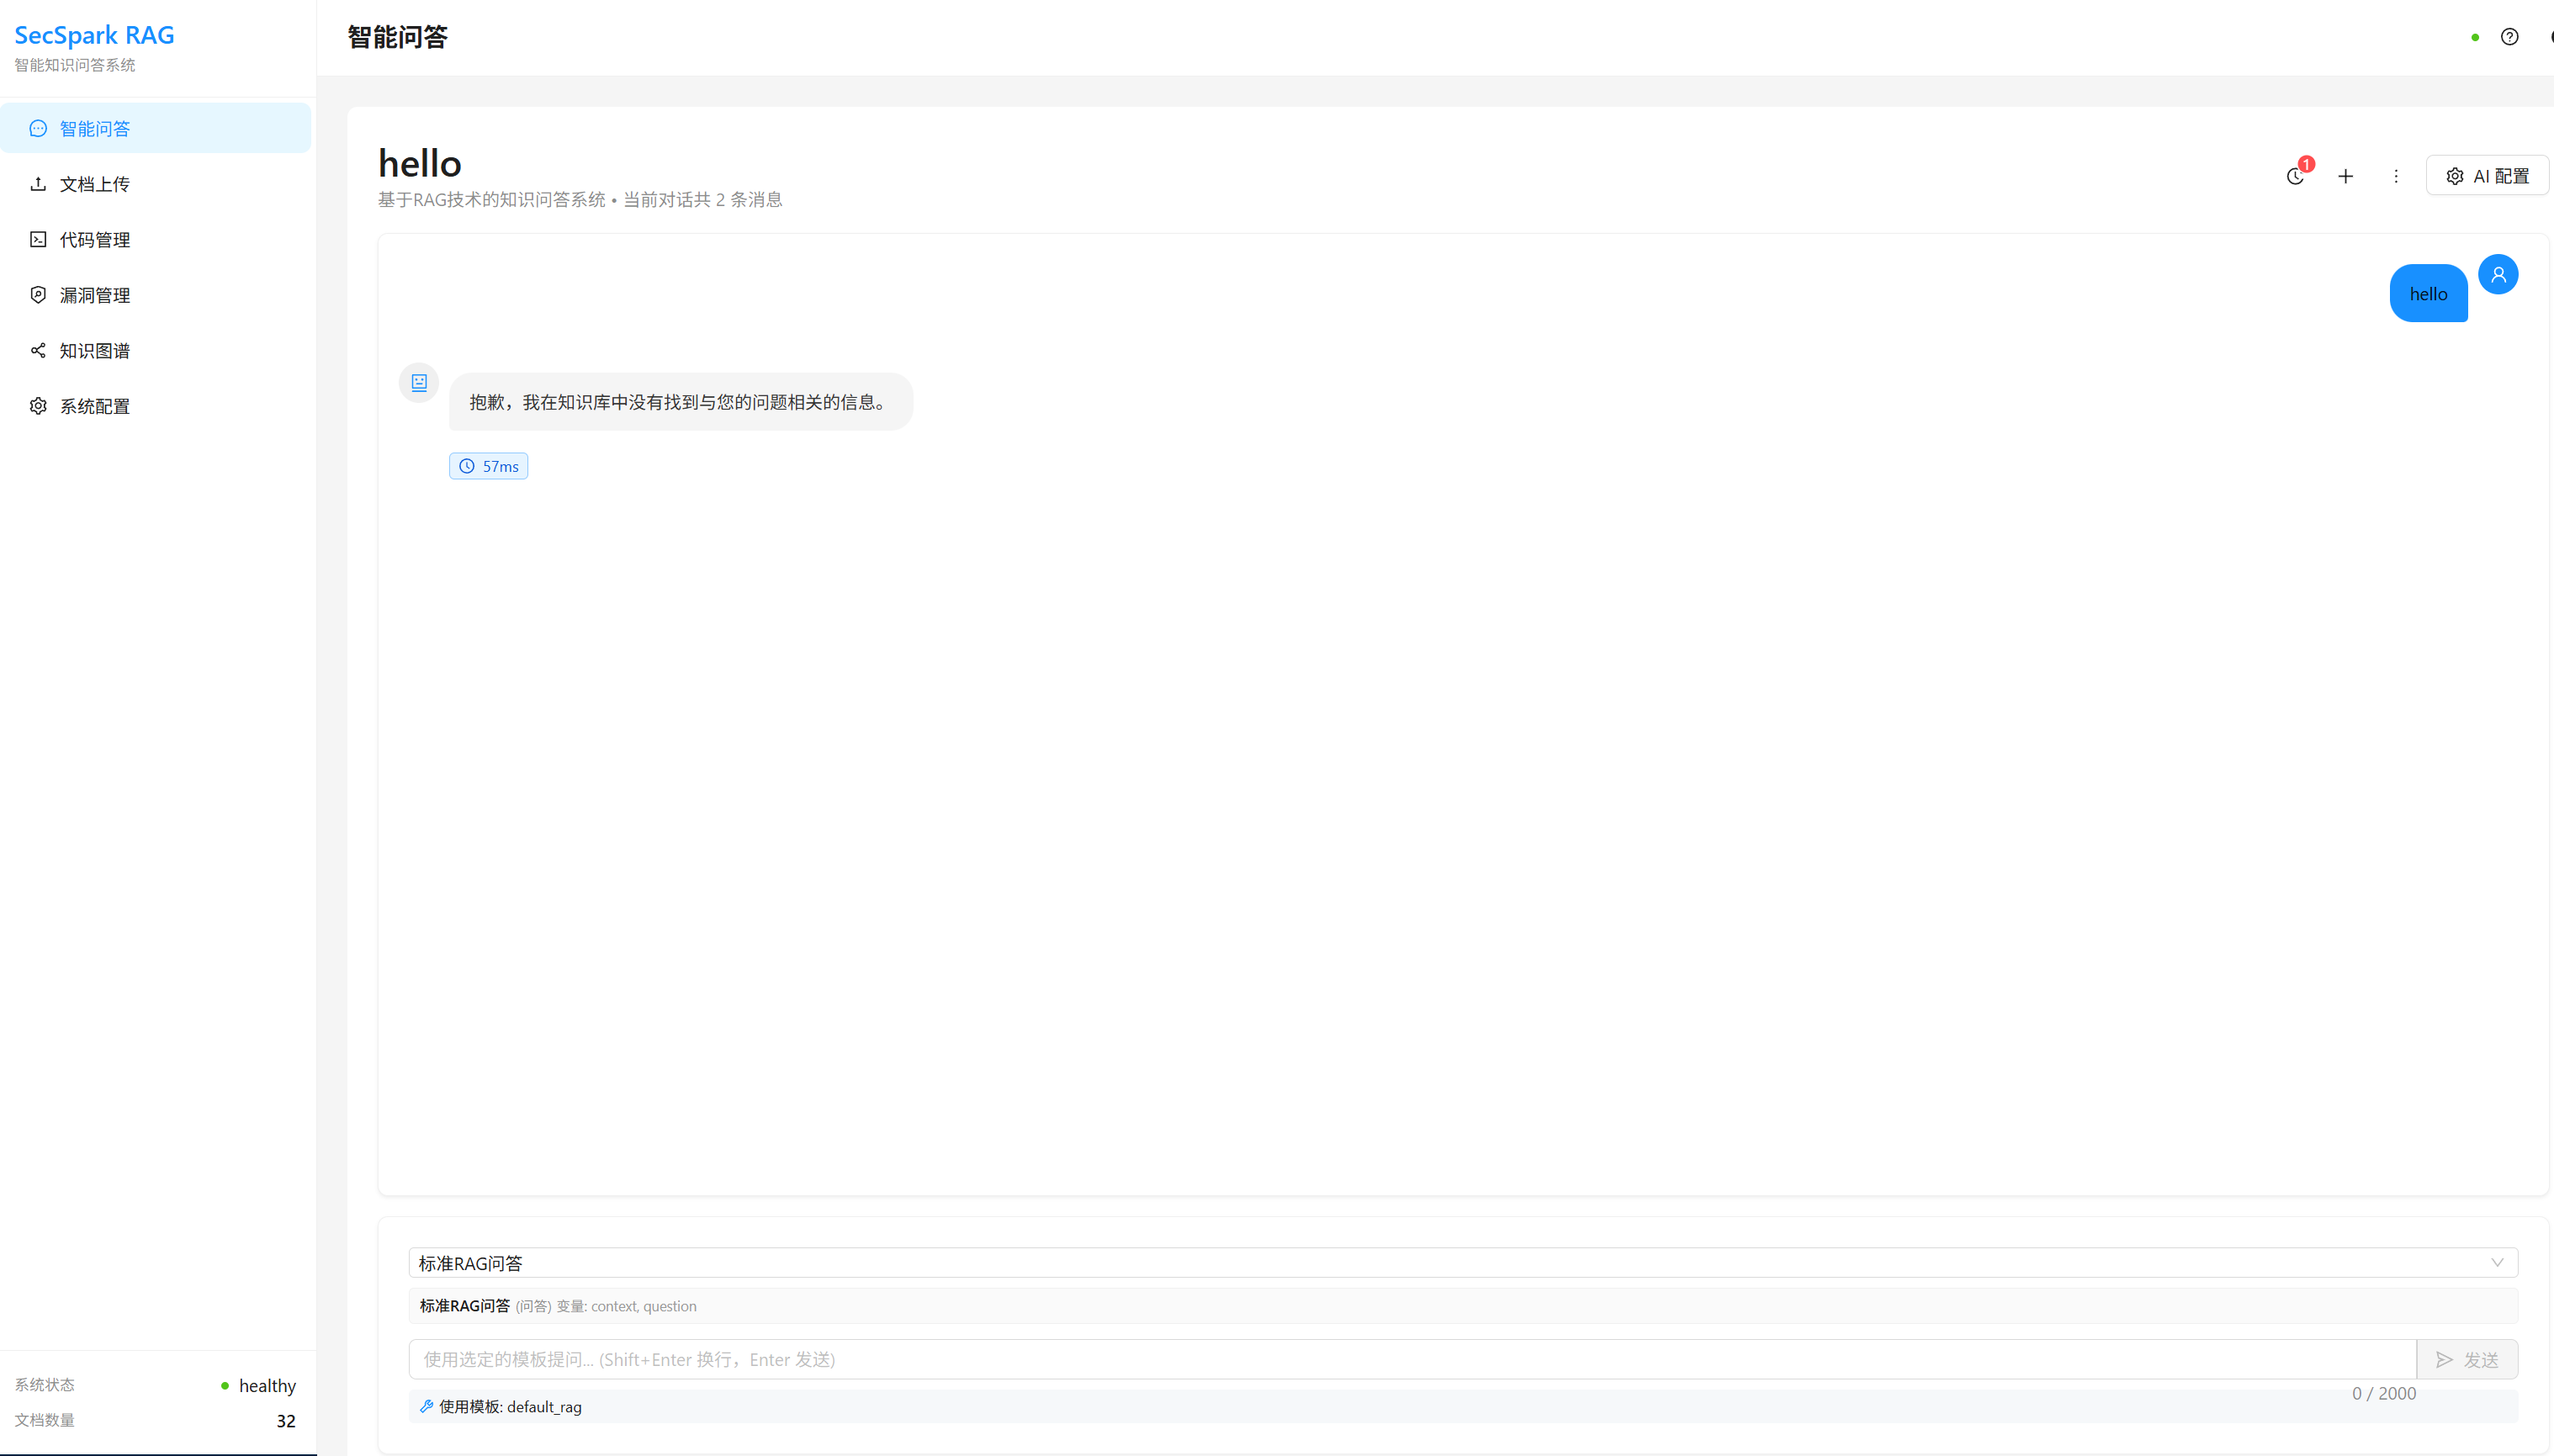 SecSpark RAG
智能知识问答系统
智能问答
文档上传
代码管理
漏洞管理
知识图谱
系统配置
系统状态 healthy
文档数量 32
智能问答
hello
基于RAG技术的知识问答系统 • 当前对话共 2 条消息
1
AI 配置
hello
抱歉，我在知识库中没有找到与您的问题相关的信息。
57ms
标准RAG问答
标准RAG问答 (问答) 变量: context, question
使用选定的模板提问... (Shift+Enter 换行，Enter 发送)
发送
0 / 2000
使用模板: default_rag